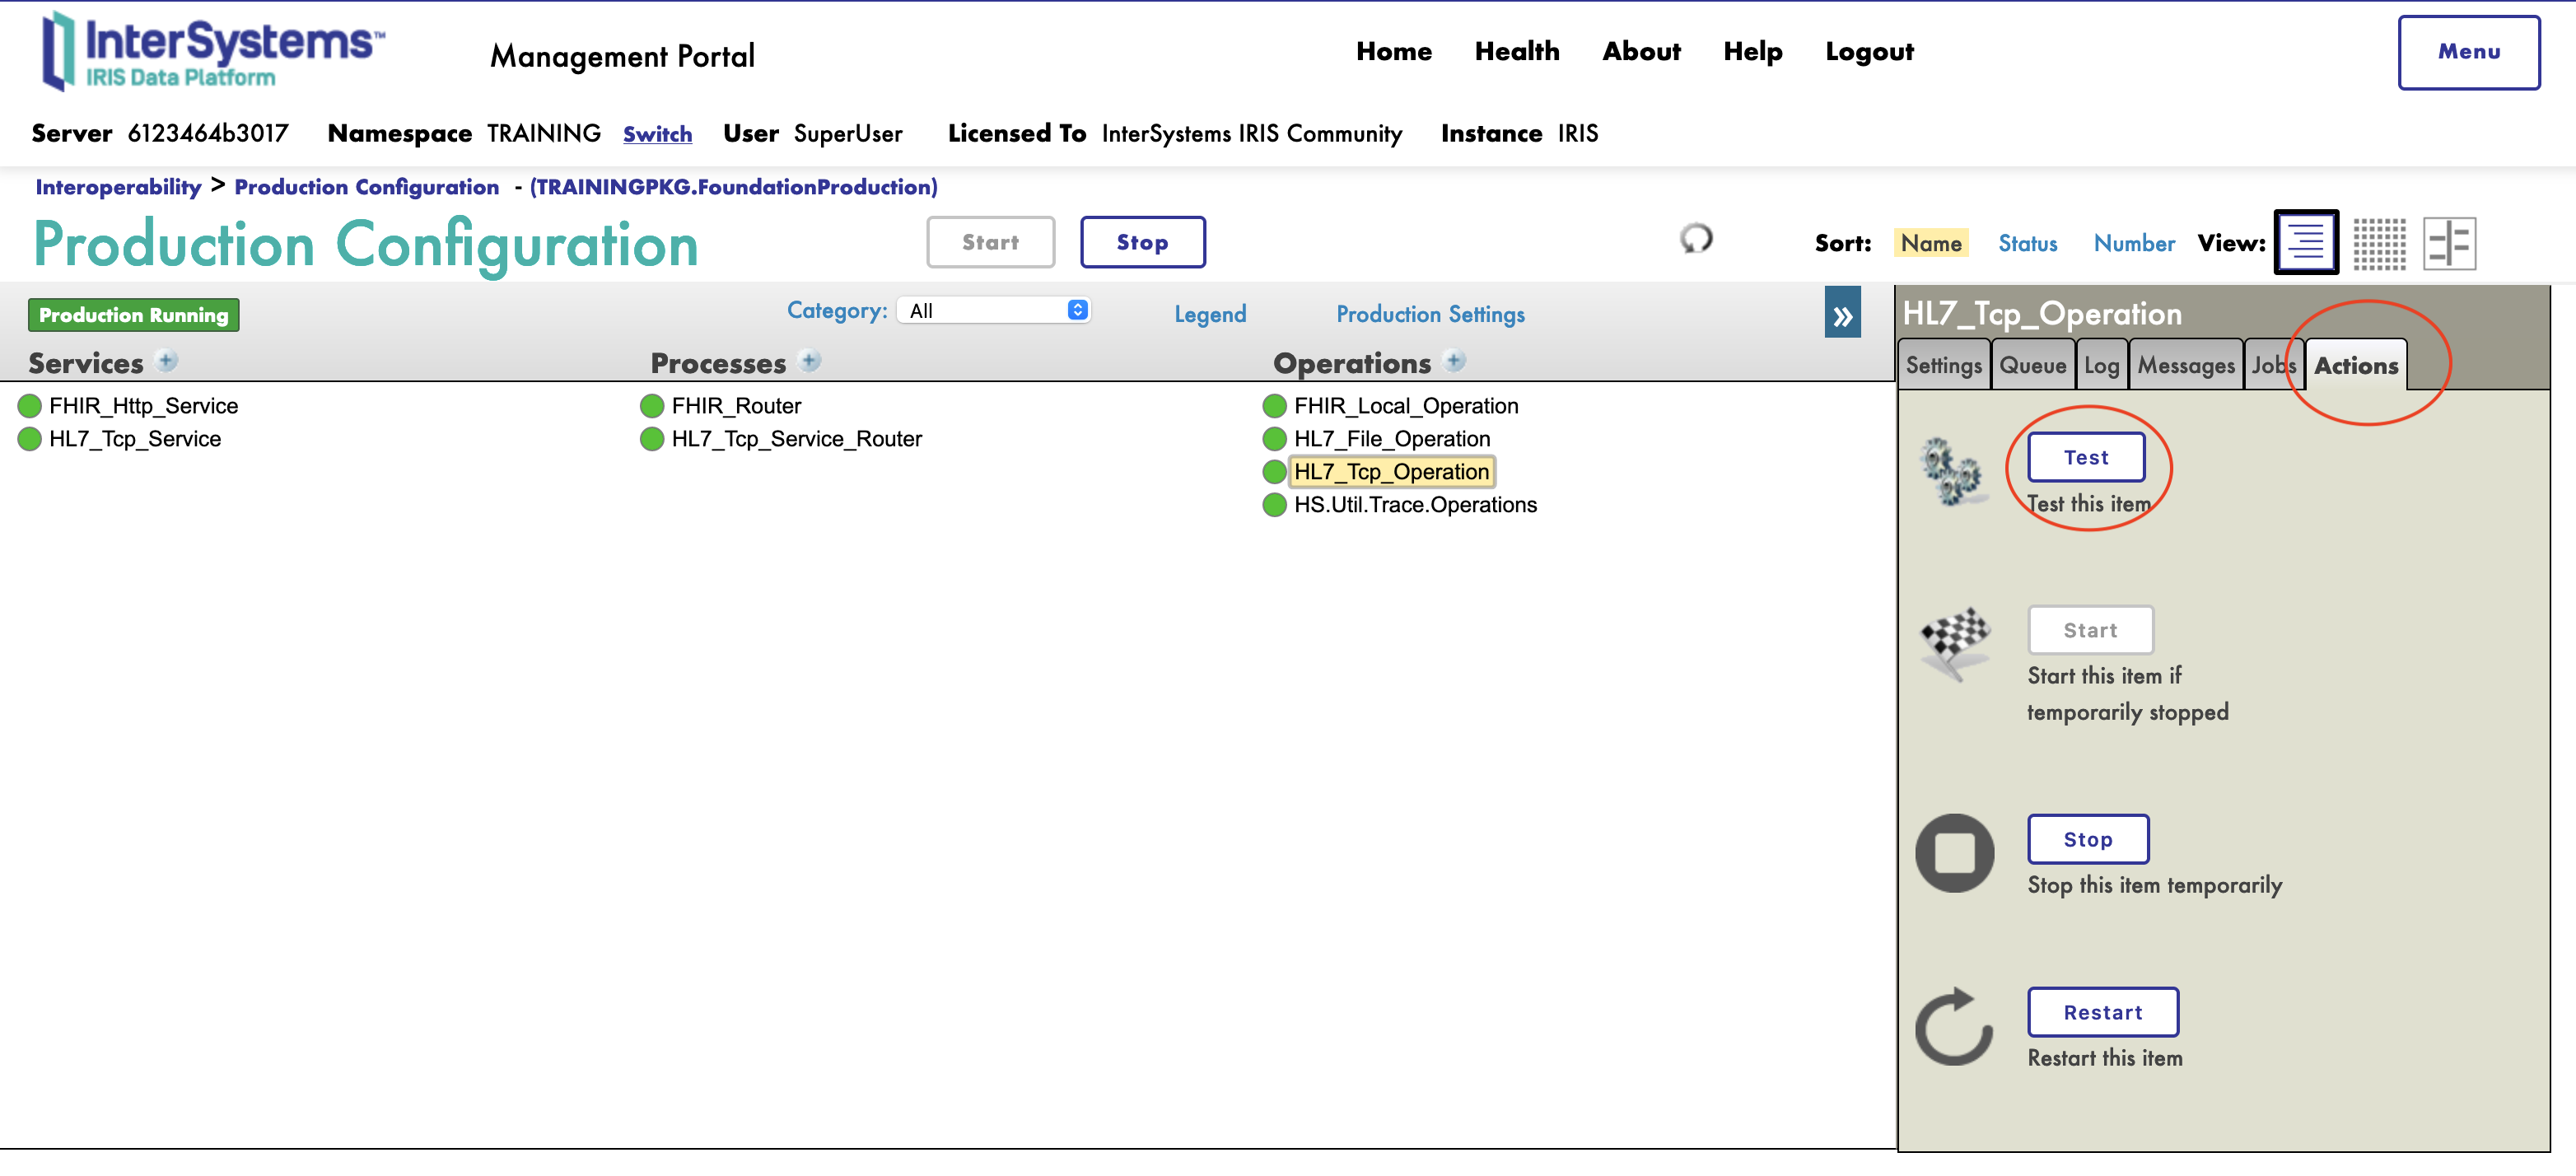 InterSystems™
IRIS Data Platform
Management Portal
Home Health About Help Logout
Menu
Server 6123464b3017 Namespace TRAINING Switch User SuperUser Licensed To InterSystems IRIS Community Instance IRIS
Interoperability > Production Configuration - (TRAININGPKG.FoundationProduction)
Production Configuration
Start Stop
Sort: Name Status Number View:
Production Running
Category: All
Legend
Production Settings
»
Services +
Processes +
Operations +
FHIR_Http_Service
HL7_Tcp_Service
FHIR_Router
HL7_Tcp_Service_Router
FHIR_Local_Operation
HL7_File_Operation
HL7_Tcp_Operation
HS.Util.Trace.Operations
HL7_Tcp_Operation
Settings Queue Log Messages Jobs Actions
Test
Test this item
Start
Start this item if
temporarily stopped
Stop
Stop this item temporarily
Restart
Restart this item